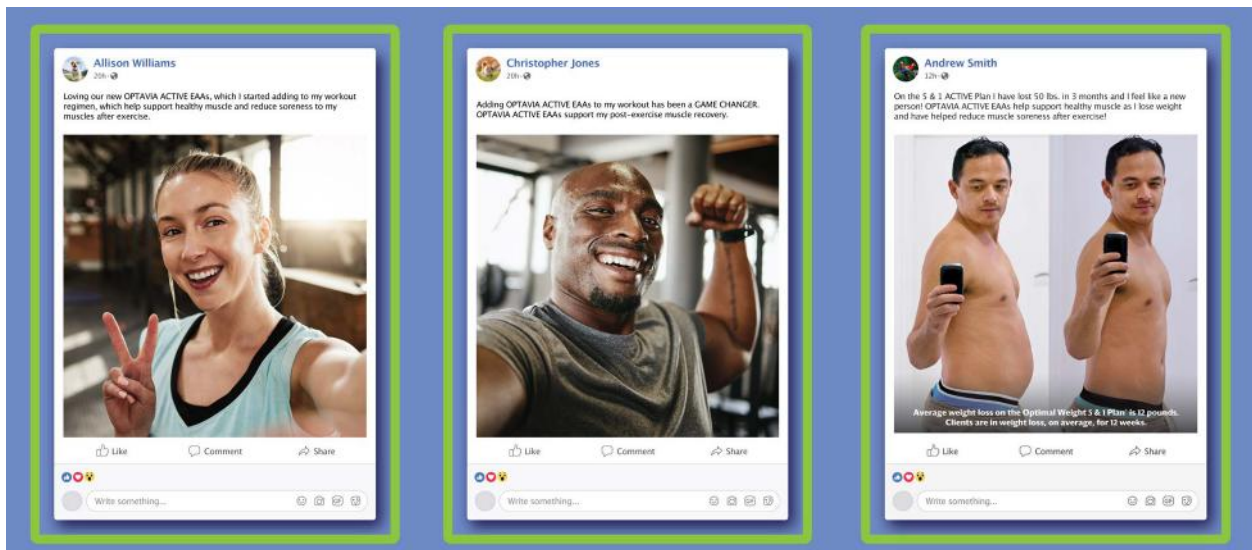 Allison Williams
20h ·
Loving our new OPTAVIA ACTIVE EAAs, which I started adding to my workout
regimen, which help support healthy muscle and reduce soreness to my
muscles after exercise.
Like Comment Share
Write something...
GIF
Christopher Jones
20h ·
Adding OPTAVIA ACTIVE EAAs to my workout has been a GAME CHANGER.
OPTAVIA ACTIVE EAAs support my post-exercise muscle recovery.
Like Comment Share
Write something...
GIF
Andrew Smith
12h ·
On the 5 & 1 ACTIVE Plan I have lost 50 lbs. in 3 months and I feel like a new
person! OPTAVIA ACTIVE EAAs help support healthy muscle as I lose weight
and have helped reduce muscle soreness after exercise!
Average weight loss on the Optimal Weight 5 & 1 Plan® is 12 pounds.
Clients are in weight loss, on average, for 12 weeks.
Like Comment Share
Write something...
GIF